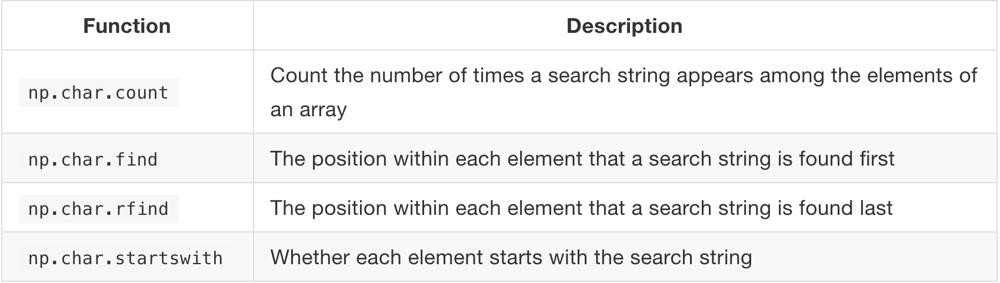 Function Description
np.char.count Count the number of times a search string appears among the elements of
an array
np.char.find The position within each element that a search string is found first
np.char.rfind The position within each element that a search string is found last
np.char.startswith Whether each element starts with the search string